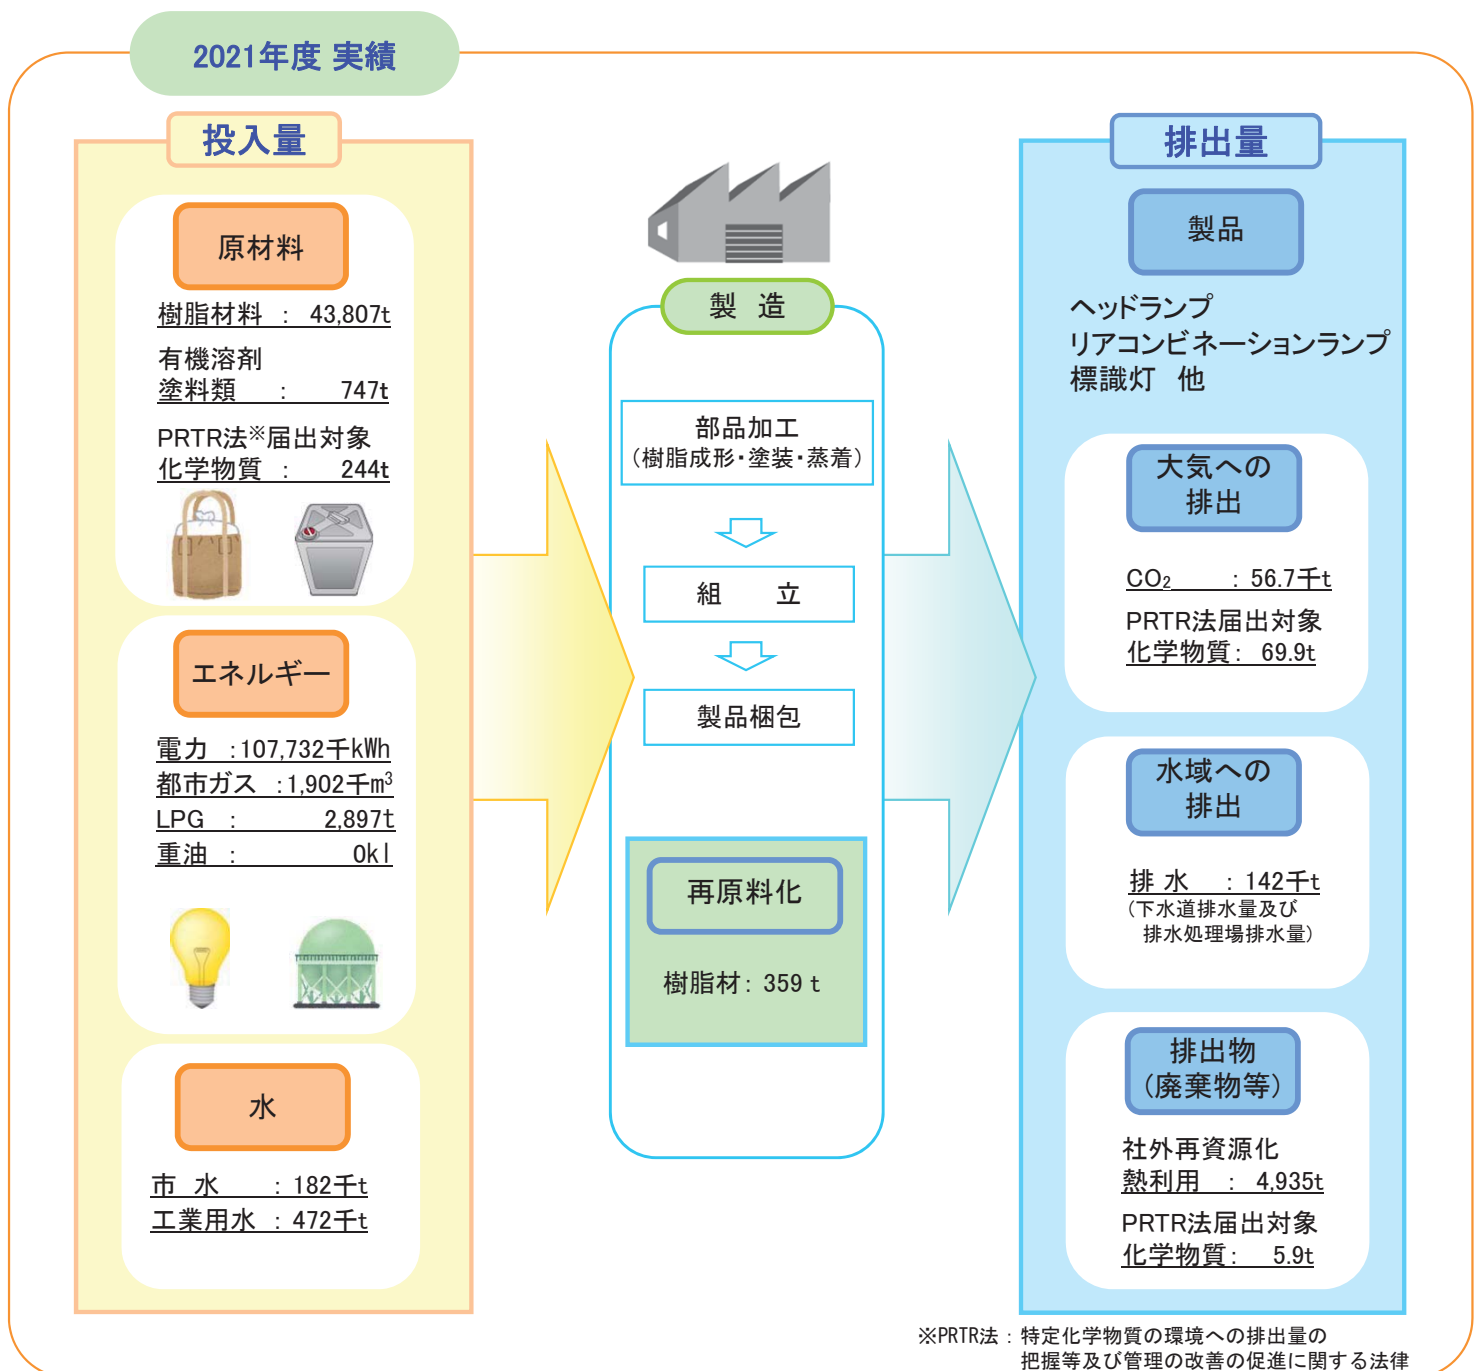 2021年度 実績
投入量
原材料
樹脂材料 : 43,807t
有機溶剤
塗料類 : 747t
PRTR法※届出対象
化学物質 : 244t
エネルギー
電力 :107,732千kWh
都市ガス :1,902千m³
LPG : 2,897t
重油 : 0kl
水
市 水 : 182千t
工業用水 : 472千t
製 造
部品加工
(樹脂成形・塗装・蒸着)
組 立
製品梱包
再原料化
樹脂材: 359 t
排出量
製品
ヘッドランプ
リアコンビネーションランプ
標識灯 他
大気への
排出
CO₂ : 56.7千t
PRTR法届出対象
化学物質: 69.9t
水域への
排出
排 水 : 142千t
(下水道排水量及び
排水処理場排水量)
排出物
(廃棄物等)
社外再資源化
熱利用 : 4,935t
PRTR法届出対象
化学物質: 5.9t
※PRTR法 : 特定化学物質の環境への排出量の
把握等及び管理の改善の促進に関する法律